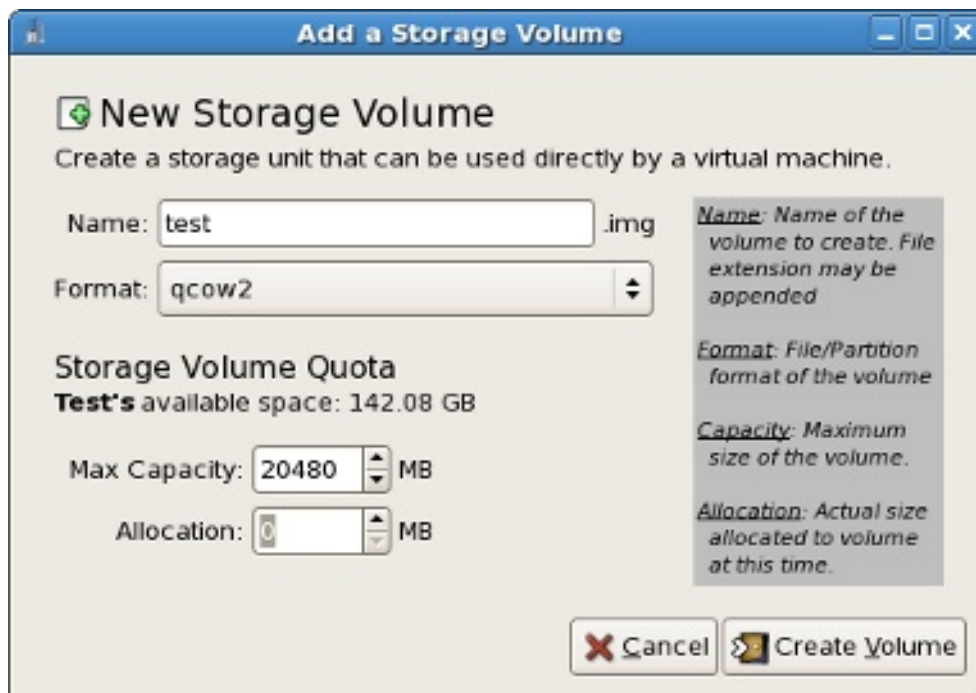 Add a Storage Volume
New Storage Volume
Create a storage unit that can be used directly by a virtual machine.
Name: test .img
Format: qcow2
Storage Volume Quota
Test's available space: 142.08 GB
Max Capacity: 20480 MB
Allocation: 0 MB
Name: Name of the
volume to create. File
extension may be
appended
Format: File/Partition
format of the volume
Capacity: Maximum
size of the volume.
Allocation: Actual size
allocated to volume
at this time.
Cancel
Create Volume